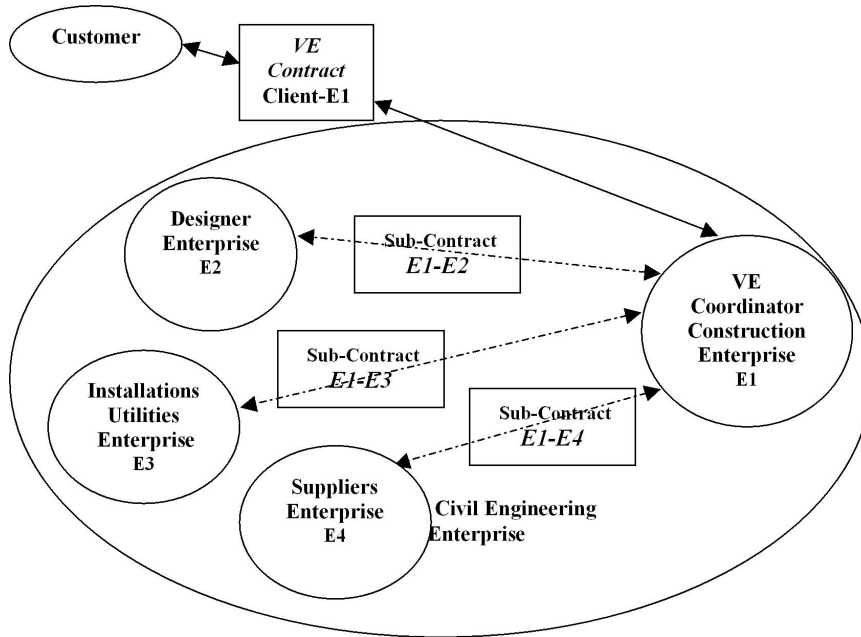 Customer
VE
Contract
Client-E1
Designer
Enterprise
E2
Sub-Contract
E1-E2
VE
Coordinator
Construction
Enterprise
E1
Sub-Contract
E1-E3
Installations
Utilities
Enterprise
E3
Sub-Contract
E1-E4
Suppliers
Enterprise
E4
Civil Engineering
Enterprise